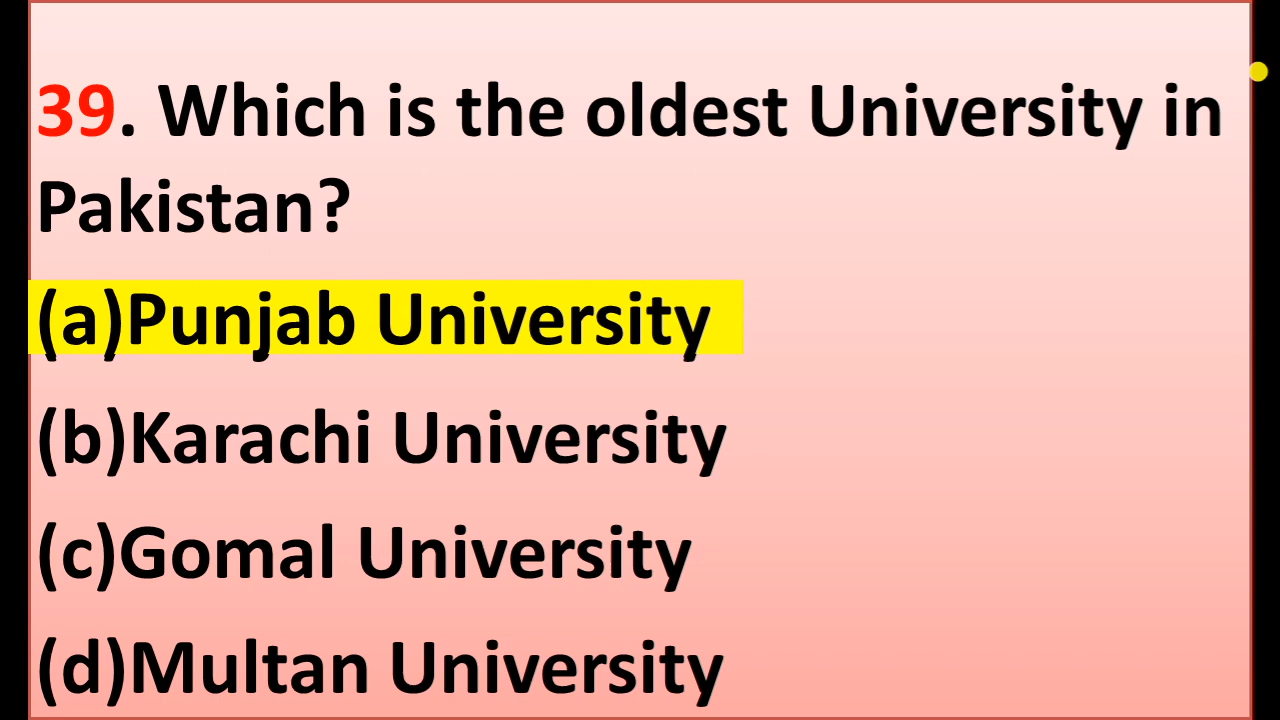 39. Which is the oldest University in
Pakistan?
(a)Punjab University
(b)Karachi University
(c)Gomal University
(d)Multan University